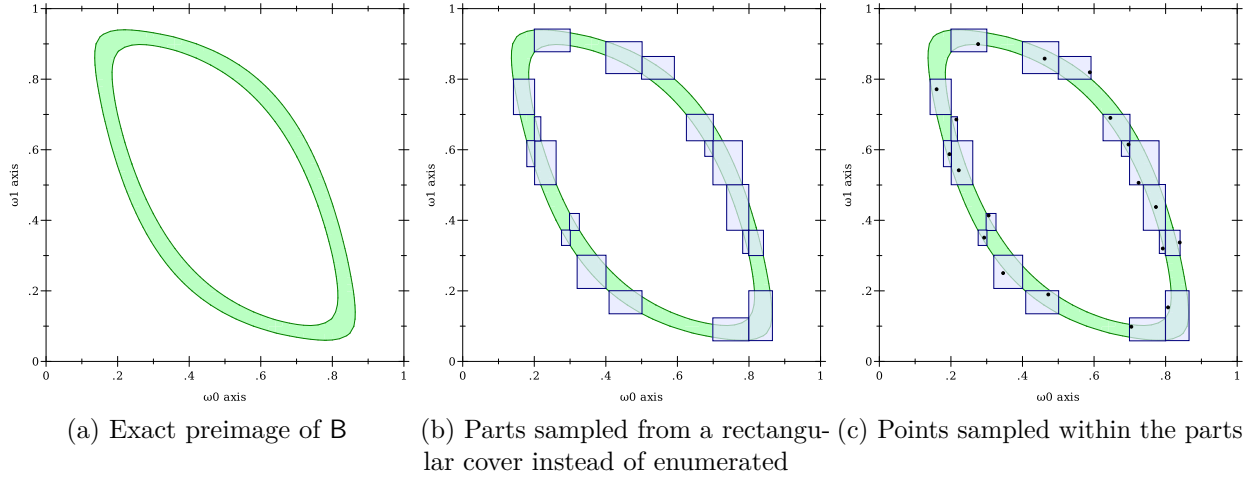 1
.8
.6
.4
.2
0
0 .2 .4 .6 .8 1
ω1 axis
ω0 axis
(a) Exact preimage of B
1
.8
.6
.4
.2
0
0 .2 .4 .6 .8 1
ω1 axis
ω0 axis
(b) Parts sampled from a rectangu-
lar cover instead of enumerated
1
.8
.6
.4
.2
0
0 .2 .4 .6 .8 1
ω1 axis
ω0 axis
(c) Points sampled within the parts